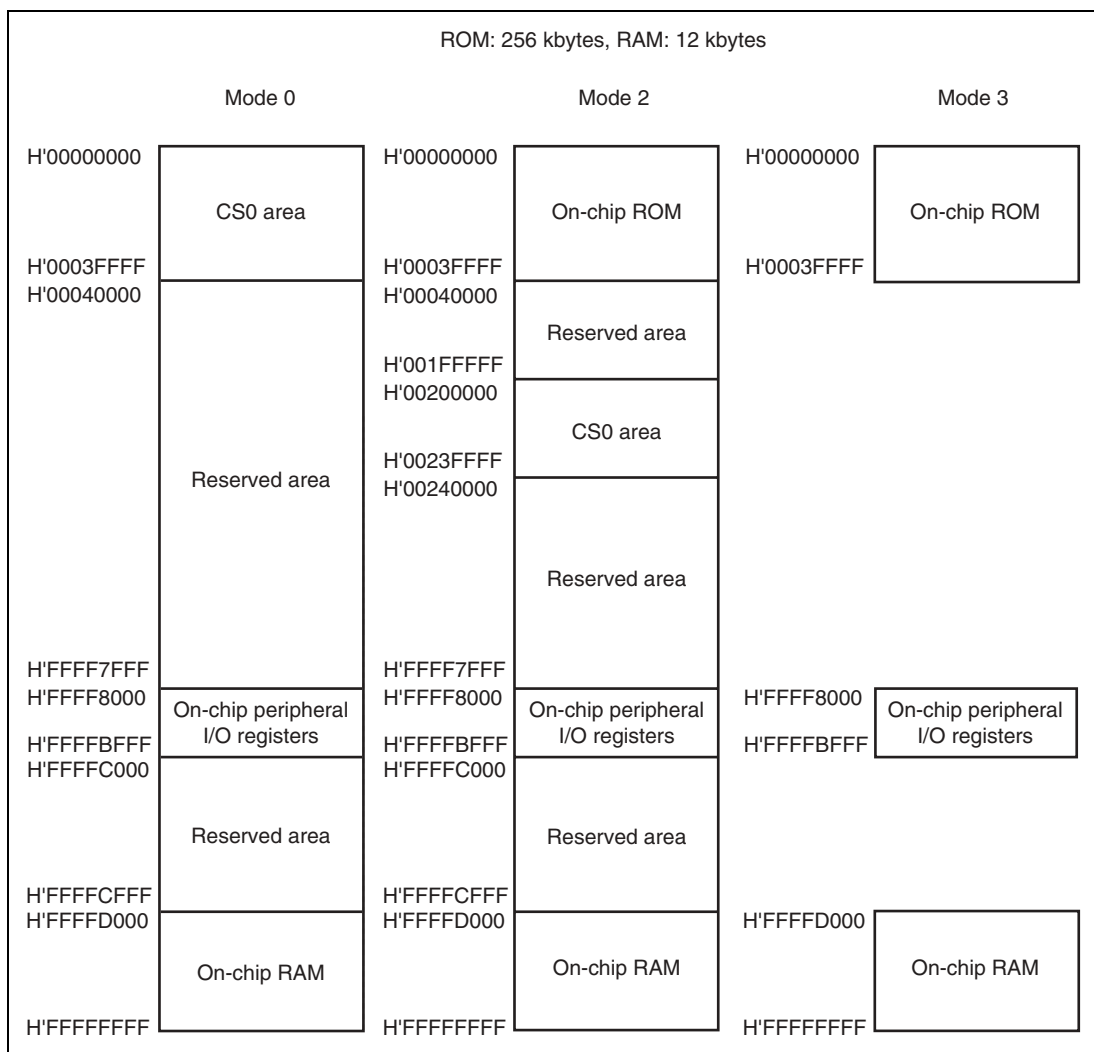 ROM: 256 kbytes, RAM: 12 kbytes
Mode 0
H'00000000
CS0 area
H'0003FFFF
H'00040000
Reserved area
H'FFFF7FFF
H'FFFF8000
On-chip peripheral
I/O registers
H'FFFFBFFF
H'FFFFC000
Reserved area
H'FFFFCFFF
H'FFFFD000
On-chip RAM
H'FFFFFFFF
Mode 2
H'00000000
On-chip ROM
H'0003FFFF
H'00040000
Reserved area
H'001FFFFF
H'00200000
CS0 area
H'0023FFFF
H'00240000
Reserved area
H'FFFF7FFF
H'FFFF8000
On-chip peripheral
I/O registers
H'FFFFBFFF
H'FFFFC000
Reserved area
H'FFFFCFFF
H'FFFFD000
On-chip RAM
H'FFFFFFFF
Mode 3
H'00000000
On-chip ROM
H'0003FFFF
H'FFFF8000
On-chip peripheral
I/O registers
H'FFFFBFFF
H'FFFFD000
On-chip RAM
H'FFFFFFFF